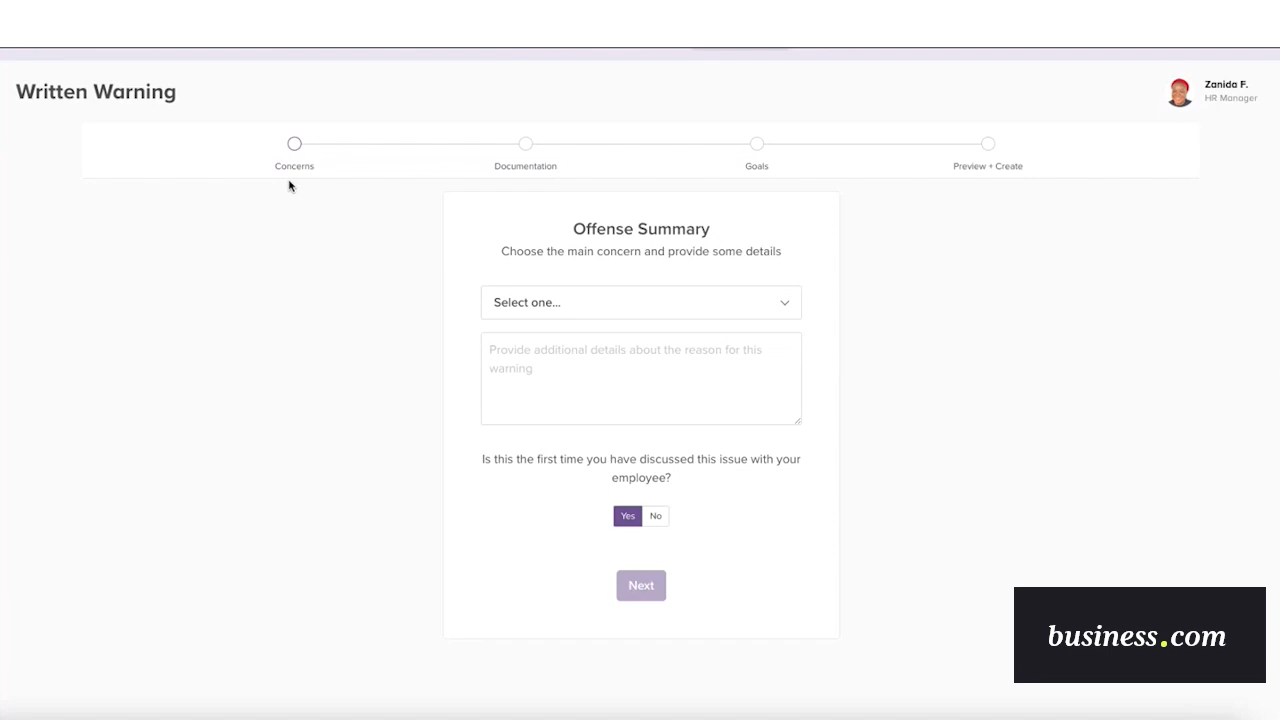 Written Warning
Zanida F.
HR Manager
Concerns
Documentation
Goals
Preview + Create
Offense Summary
Choose the main concern and provide some details
Select one...
Provide additional details about the reason for this
warning
Is this the first time you have discussed this issue with your
employee?
Yes
No
Next
business.com